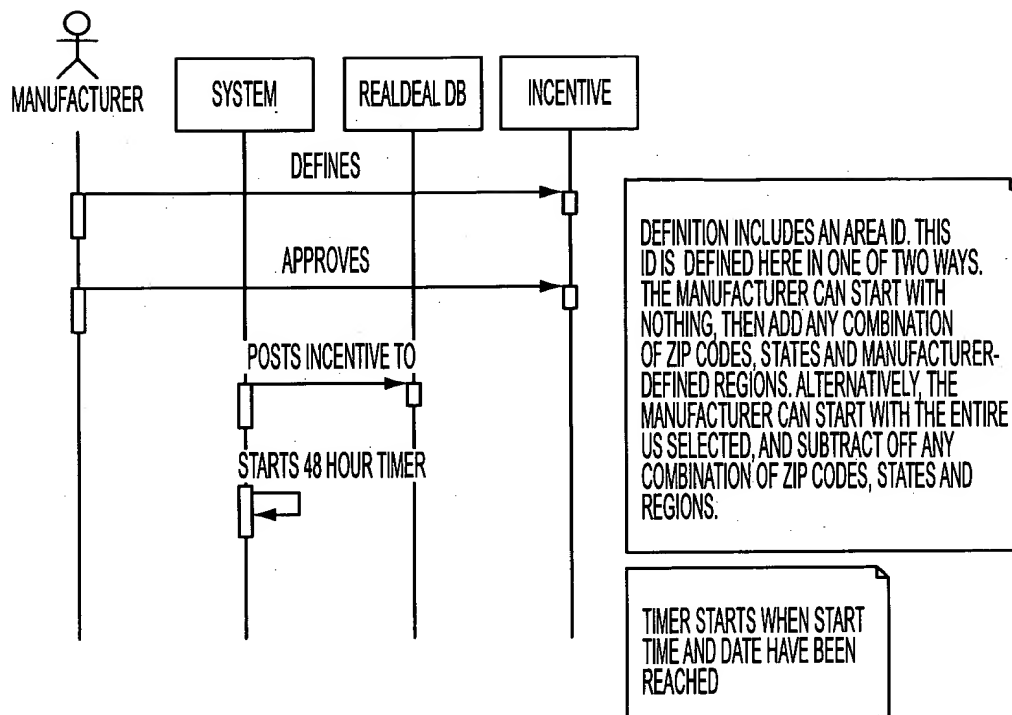 MANUFACTURER
SYSTEM
REALDEAL DB
INCENTIVE
DEFINES
APPROVES
POSTS INCENTIVE TO
STARTS 48 HOUR TIMER
DEFINITION INCLUDES AN AREA ID. THIS
ID IS DEFINED HERE IN ONE OF TWO WAYS.
THE MANUFACTURER CAN START WITH
NOTHING, THEN ADD ANY COMBINATION
OF ZIP CODES, STATES AND MANUFACTURER-
DEFINED REGIONS. ALTERNATIVELY, THE
MANUFACTURER CAN START WITH THE ENTIRE
US SELECTED, AND SUBTRACT OFF ANY
COMBINATION OF ZIP CODES, STATES AND
REGIONS.
TIMER STARTS WHEN START
TIME AND DATE HAVE BEEN
REACHED